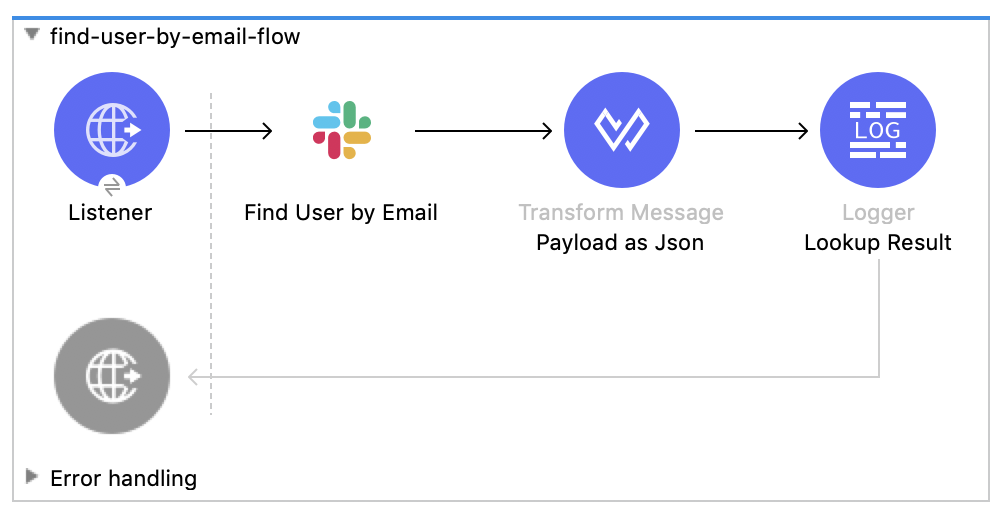 find-user-by-email-flow
LOG
Listener
Find User by Email
Transform Message
Payload as Json
Logger
Lookup Result
Error handling